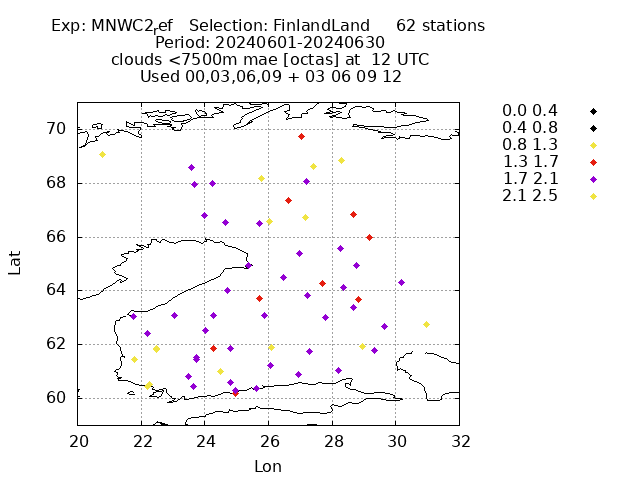 Exp: MNWC2ref Selection: FinlandLand 62 stations
Period: 20240601-20240630
clouds <7500m mae [octas] at 12 UTC
Used 00,03,06,09 + 03 06 09 12
0.0 0.4
0.4 0.8
0.8 1.3
1.3 1.7
1.7 2.1
2.1 2.5
70
68
66
64
62
60
Lat
20 22 24 26 28 30 32
Lon